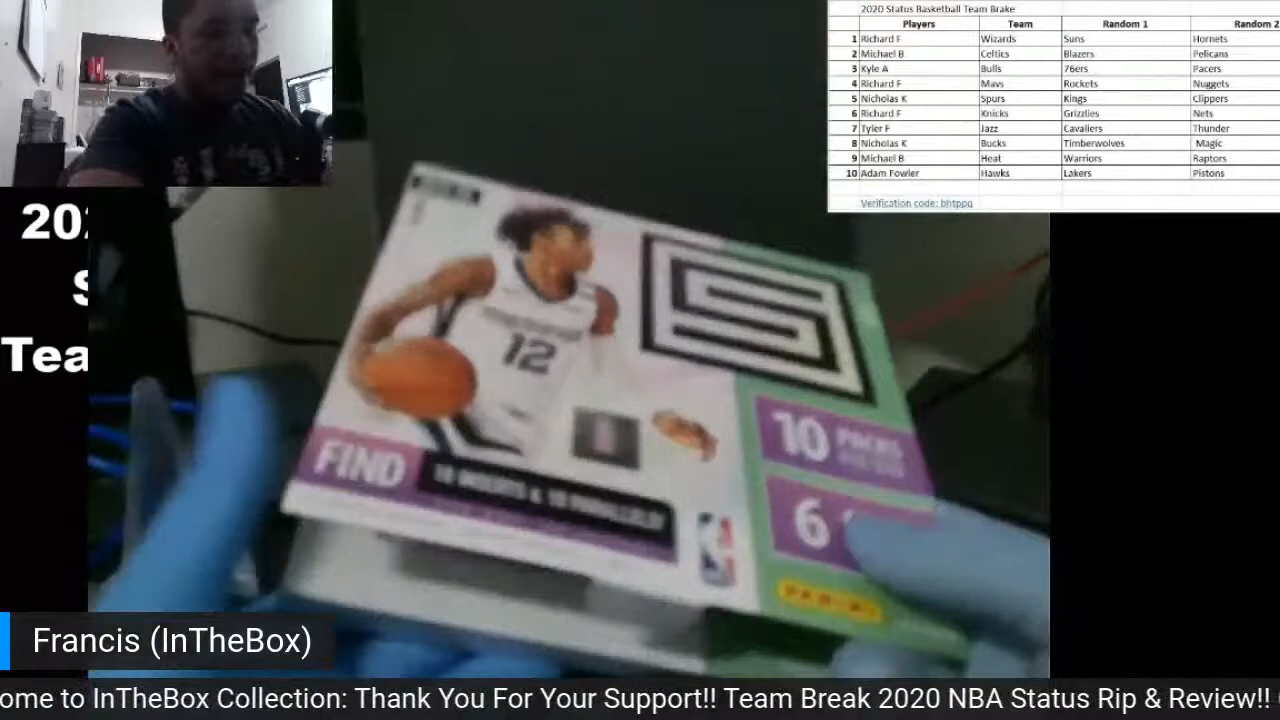 2020 Status Basketball Team Brake
Players Team Random 1 Random 2
1 Richard F Wizards Suns Hornets
2 Michael B Celtics Blazers Pelicans
3 Kyle A Bulls 76ers Pacers
4 Richard F Mavs Rockets Nuggets
5 Nicholas K Spurs Kings Clippers
6 Richard F Knicks Grizzlies Nets
7 Tyler F Jazz Cavaliers Thunder
8 Nicholas K Bucks Timberwolves Magic
9 Michael B Heat Warriors Raptors
10 Adam Fowler Hawks Lakers Pistons
Verification code: bhtppq
202
S
Tea
12
10 PACKS
6
FIND
10 INSERTS & 10 PARALLELS!
PANINI
Francis (InTheBox)
ome to InTheBox Collection: Thank You For Your Support!! Team Break 2020 NBA Status Rip & Review!!